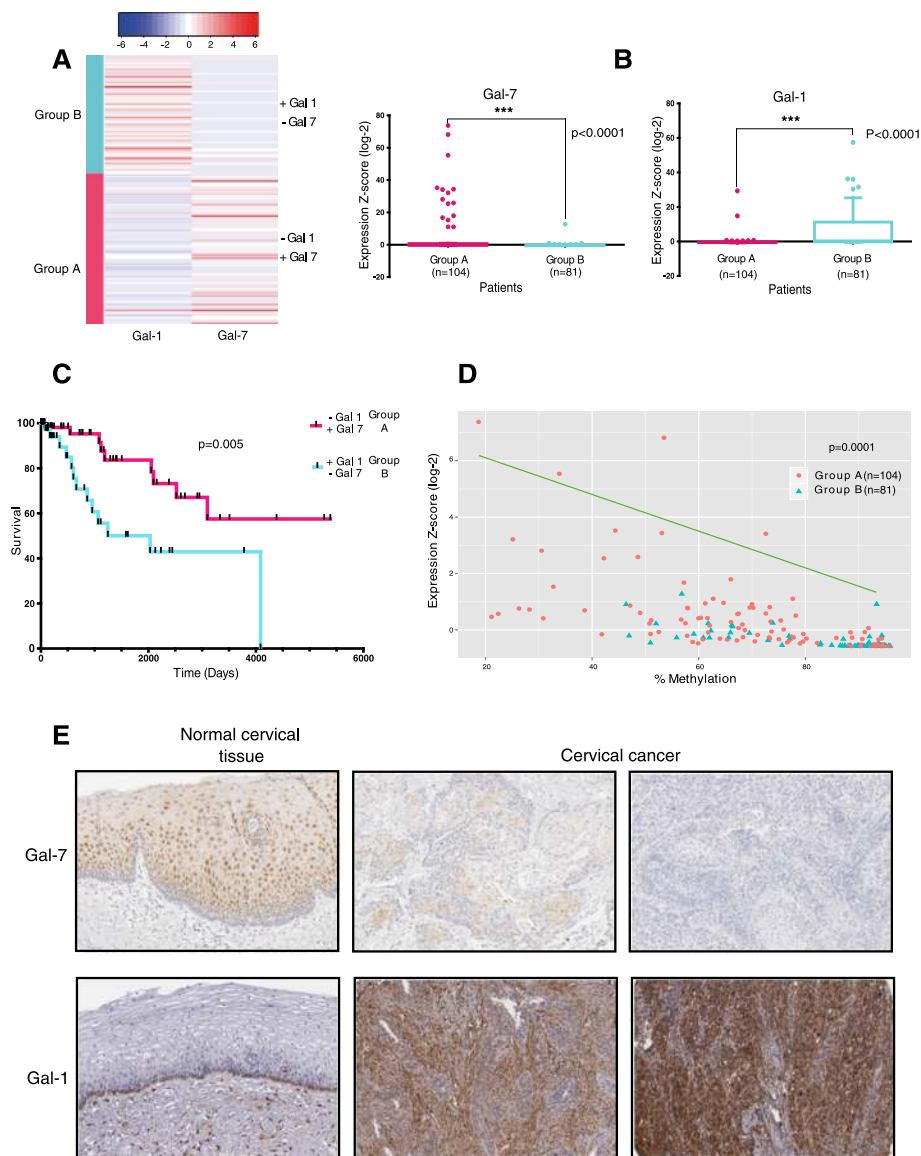 -6 -4 -2 0 2 4 6
A
Group B
Group A
+ Gal 1
- Gal 7
- Gal 1
+ Gal 7
Gal-1 Gal-7
Gal-7
***
p<0.0001
Expression Z-score (log-2)
80
60
40
20
0
-20
Group A
(n=104)
Group B
(n=81)
Patients
B
Gal-1
***
P<0.0001
Expression Z-score (log-2)
80
60
40
20
0
-20
Group A
(n=104)
Group B
(n=81)
Patients
C
- Gal 1 Group
+ Gal 7 A
+ Gal 1 Group
- Gal 7 B
p=0.005
Survival
100
80
60
40
20
0
0 2000 4000 6000
Time (Days)
D
p=0.0001
Group A (n=104)
Group B (n=81)
Expression Z-score (log-2)
6
4
2
0
20 40 60 80
% Methylation
E
Normal cervical
tissue
Cervical cancer
Gal-7
Gal-1